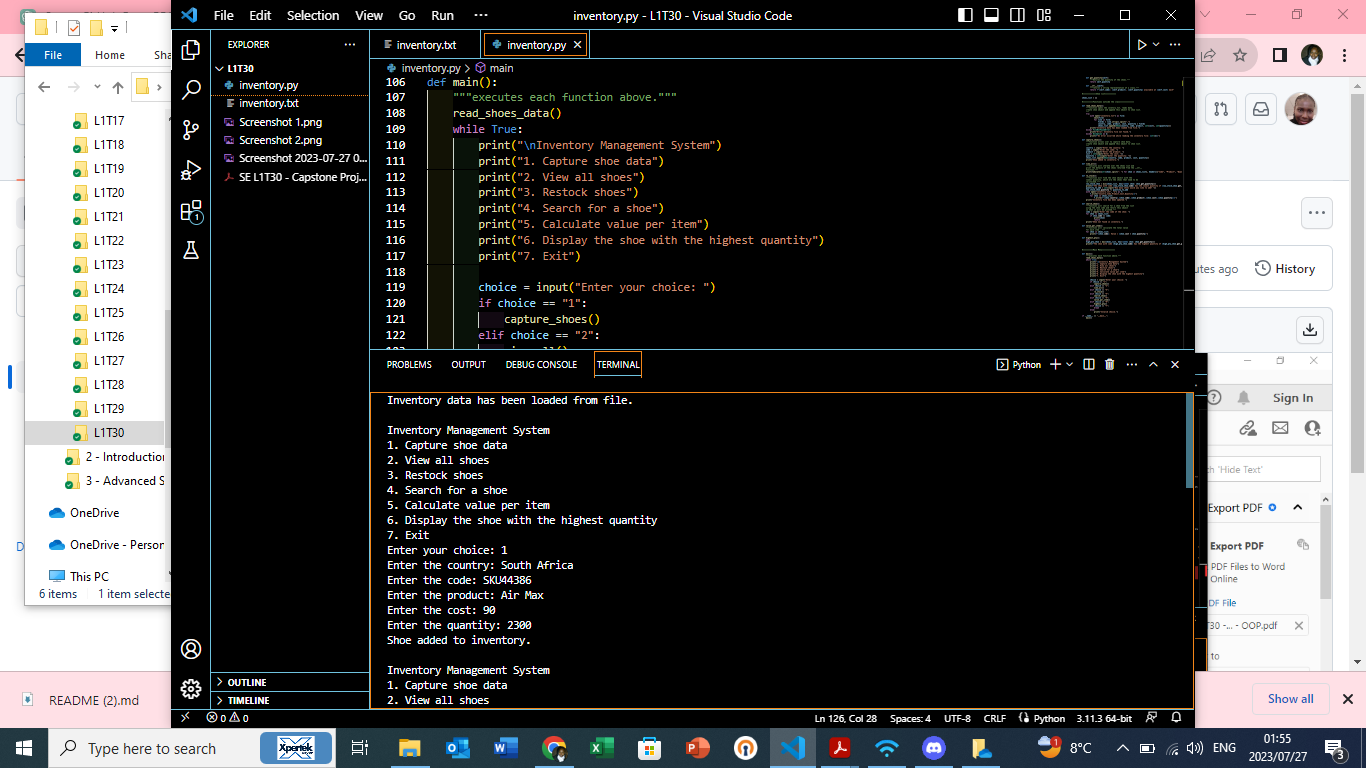 File Edit Selection View Go Run ··· inventory.py - L1T30 - Visual Studio Code
File Home Sha
L1T17
L1T18
L1T19
L1T20
L1T21
L1T22
L1T23
L1T24
L1T25
L1T26
L1T27
L1T28
L1T29
L1T30
2 - Introduction
3 - Advanced S
OneDrive
OneDrive - Person
This PC
6 items 1 item selecte
EXPLORER ···
L1T30
inventory.py
inventory.txt
Screenshot 1.png
Screenshot 2.png
Screenshot 2023-07-27 0...
SE L1T30 - Capstone Proj...
OUTLINE
TIMELINE
1
inventory.txt inventory.py
inventory.py > main
106 def main():
107 """executes each function above."""
108 read_shoes_data()
109 while True:
110 print("\nInventory Management System")
111 print("1. Capture shoe data")
112 print("2. View all shoes")
113 print("3. Restock shoes")
114 print("4. Search for a shoe")
115 print("5. Calculate value per item")
116 print("6. Display the shoe with the highest quantity")
117 print("7. Exit")
118
119 choice = input("Enter your choice: ")
120 if choice == "1":
121 capture_shoes()
122 elif choice == "2":
PROBLEMS OUTPUT DEBUG CONSOLE TERMINAL Python
Inventory data has been loaded from file.
Inventory Management System
1. Capture shoe data
2. View all shoes
3. Restock shoes
4. Search for a shoe
5. Calculate value per item
6. Display the shoe with the highest quantity
7. Exit
Enter your choice: 1
Enter the country: South Africa
Enter the code: SKU44386
Enter the product: Air Max
Enter the cost: 90
Enter the quantity: 2300
Shoe added to inventory.
Inventory Management System
1. Capture shoe data
2. View all shoes
0 0 Ln 126, Col 28 Spaces: 4 UTF-8 CRLF Python 3.11.3 64-bit
utes ago History
Sign In
ch 'Hide Text'
Export PDF
Export PDF
PDF Files to Word
Online
DF File
T30 -... - OOP.pdf
to
README (2).md Show all
Type here to search Xpertek 1 8°C ENG 01:55
2023/07/27 3